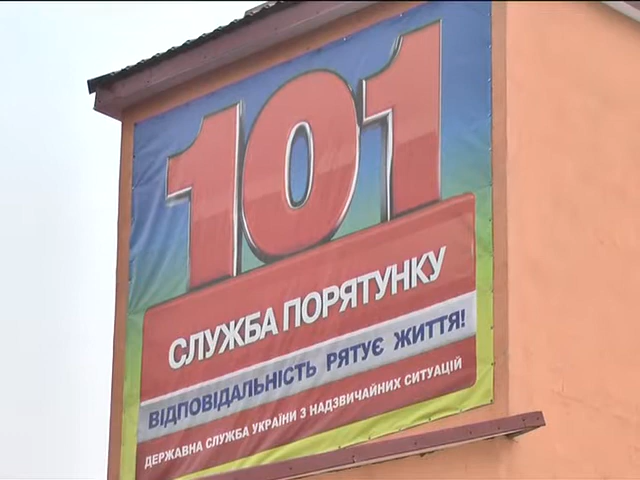 101
СЛУЖБА ПОРЯТУНКУ
ВІДПОВІДАЛЬНІСТЬ РЯТУЄ ЖИТТЯ!
ДЕРЖАВНА СЛУЖБА УКРАЇНИ З НАДЗВИЧАЙНИХ СИТУАЦІЙ